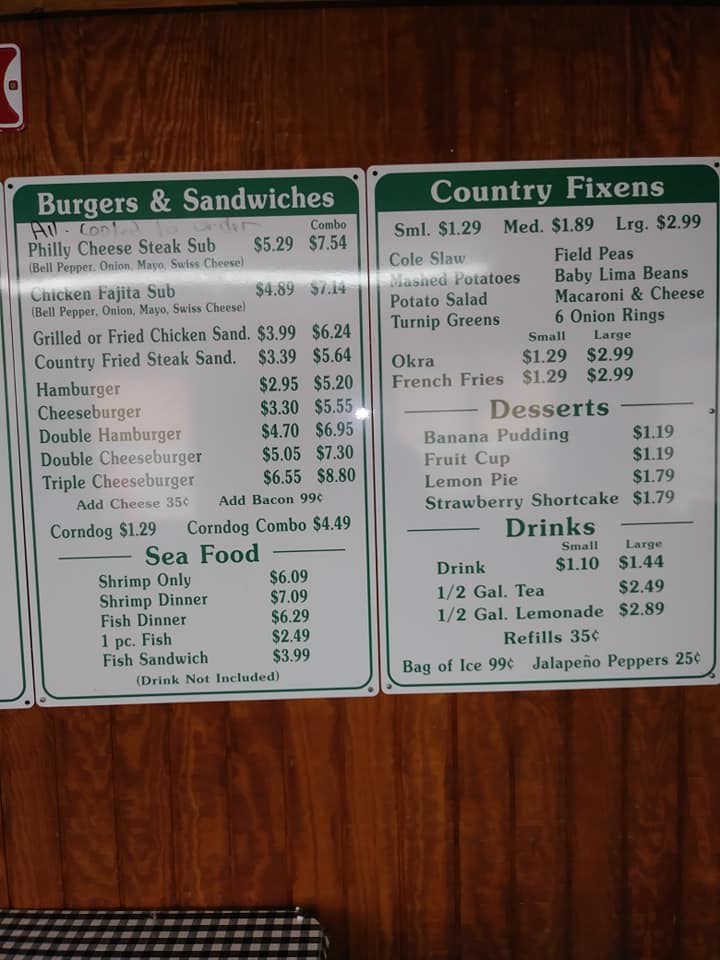 Burgers & Sandwiches
All - Cooked to order
Combo
Philly Cheese Steak Sub $5.29 $7.54
(Bell Pepper, Onion, Mayo, Swiss Cheese)
Chicken Fajita Sub $4.89 $7.14
(Bell Pepper, Onion, Mayo, Swiss Cheese)
Grilled or Fried Chicken Sand. $3.99 $6.24
Country Fried Steak Sand. $3.39 $5.64
Hamburger $2.95 $5.20
Cheeseburger $3.30 $5.55
Double Hamburger $4.70 $6.95
Double Cheeseburger $5.05 $7.30
Triple Cheeseburger $6.55 $8.80
Add Cheese 35¢ Add Bacon 99¢
Corndog $1.29 Corndog Combo $4.49
Sea Food
Shrimp Only $6.09
Shrimp Dinner $7.09
Fish Dinner $6.29
1 pc. Fish $2.49
Fish Sandwich $3.99
(Drink Not Included)
Country Fixens
Sml. $1.29 Med. $1.89 Lrg. $2.99
Cole Slaw Field Peas
Mashed Potatoes Baby Lima Beans
Potato Salad Macaroni & Cheese
Turnip Greens 6 Onion Rings
Small Large
Okra $1.29 $2.99
French Fries $1.29 $2.99
Desserts
Banana Pudding $1.19
Fruit Cup $1.19
Lemon Pie $1.79
Strawberry Shortcake $1.79
Drinks
Small Large
Drink $1.10 $1.44
1/2 Gal. Tea $2.49
1/2 Gal. Lemonade $2.89
Refills 35¢
Bag of Ice 99¢ Jalapeño Peppers 25¢